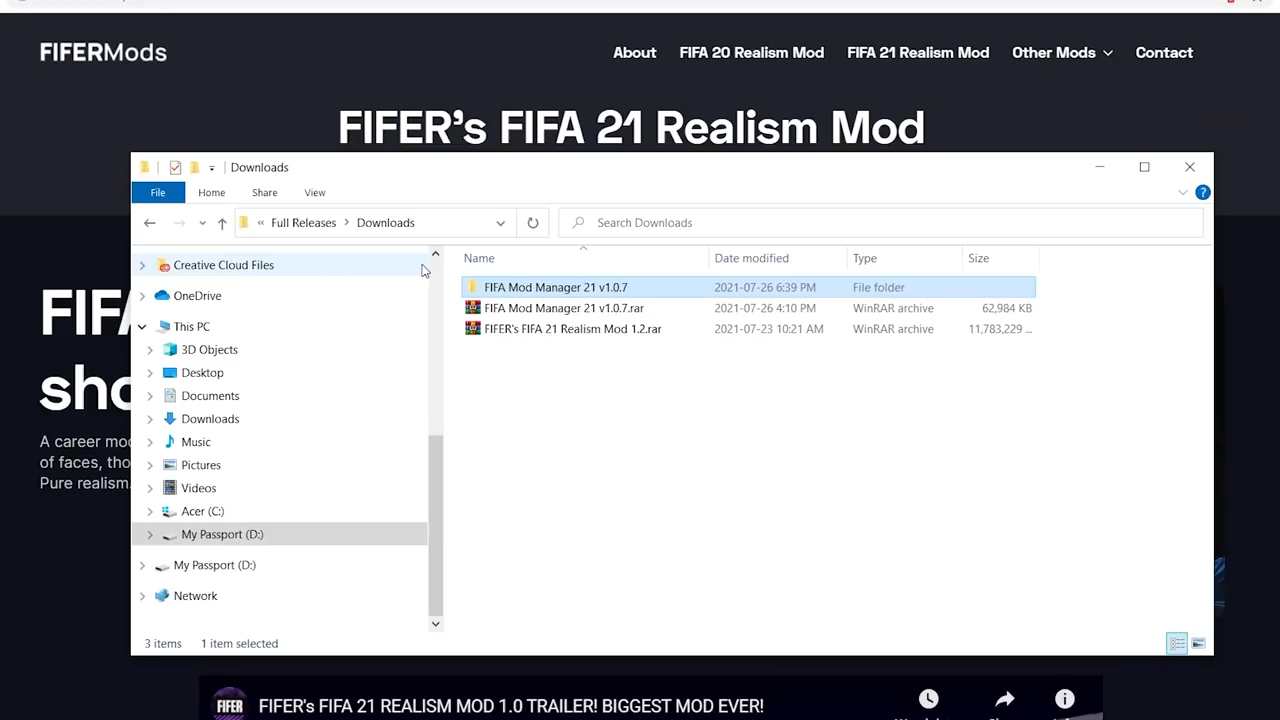 FIFERMods
About FIFA 20 Realism Mod FIFA 21 Realism Mod Other Mods Contact
FIFER's FIFA 21 Realism Mod
Downloads
File Home Share View
« Full Releases > Downloads
Search Downloads
Name Date modified Type Size
Creative Cloud Files
OneDrive
This PC
3D Objects
Desktop
Documents
Downloads
Music
Pictures
Videos
Acer (C:)
My Passport (D:)
My Passport (D:)
Network
FIFA Mod Manager 21 v1.0.7 2021-07-26 6:39 PM File folder
FIFA Mod Manager 21 v1.0.7.rar 2021-07-26 4:10 PM WinRAR archive 62,984 KB
FIFER's FIFA 21 Realism Mod 1.2.rar 2021-07-23 10:21 AM WinRAR archive 11,783,229 ...
3 items 1 item selected
FIF
sho
A career mo
of faces, tho
Pure realism.
FIFER FIFER's FIFA 21 REALISM MOD 1.0 TRAILER! BIGGEST MOD EVER!